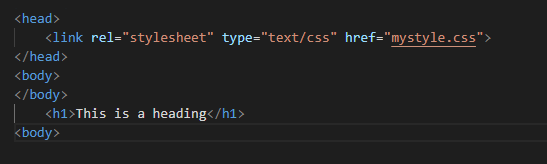 <head>
    <link rel="stylesheet" type="text/css" href="mystyle.css">
</head>
<body>
</body>
    <h1>This is a heading</h1>
<body>